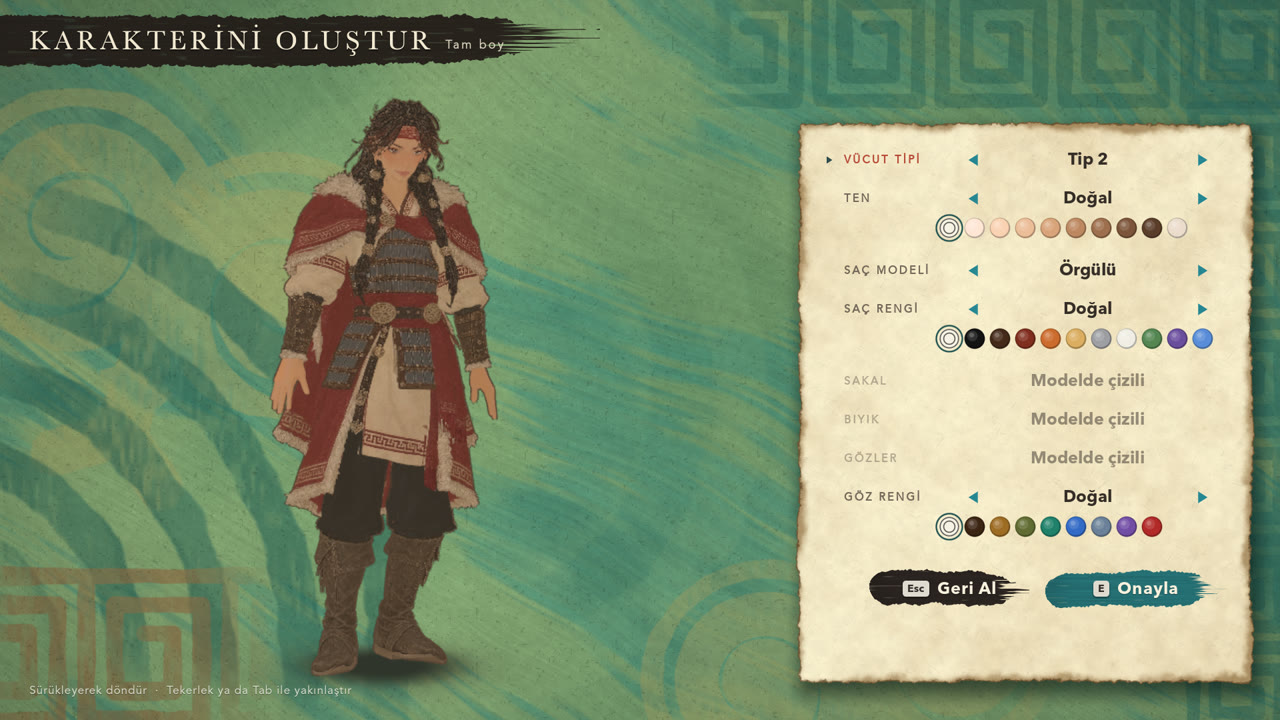 KARAKTERİNİ OLUŞTUR Tam boy
VÜCUT TİPİ Tip 2
TEN Doğal
SAÇ MODELİ Örgülü
SAÇ RENGİ Doğal
SAKAL Modelde çizili
BIYIK Modelde çizili
GÖZLER Modelde çizili
GÖZ RENGİ Doğal
Esc Geri Al E Onayla
Sürükleyerek döndür - Tekerlek ya da Tab ile yakınlaştır